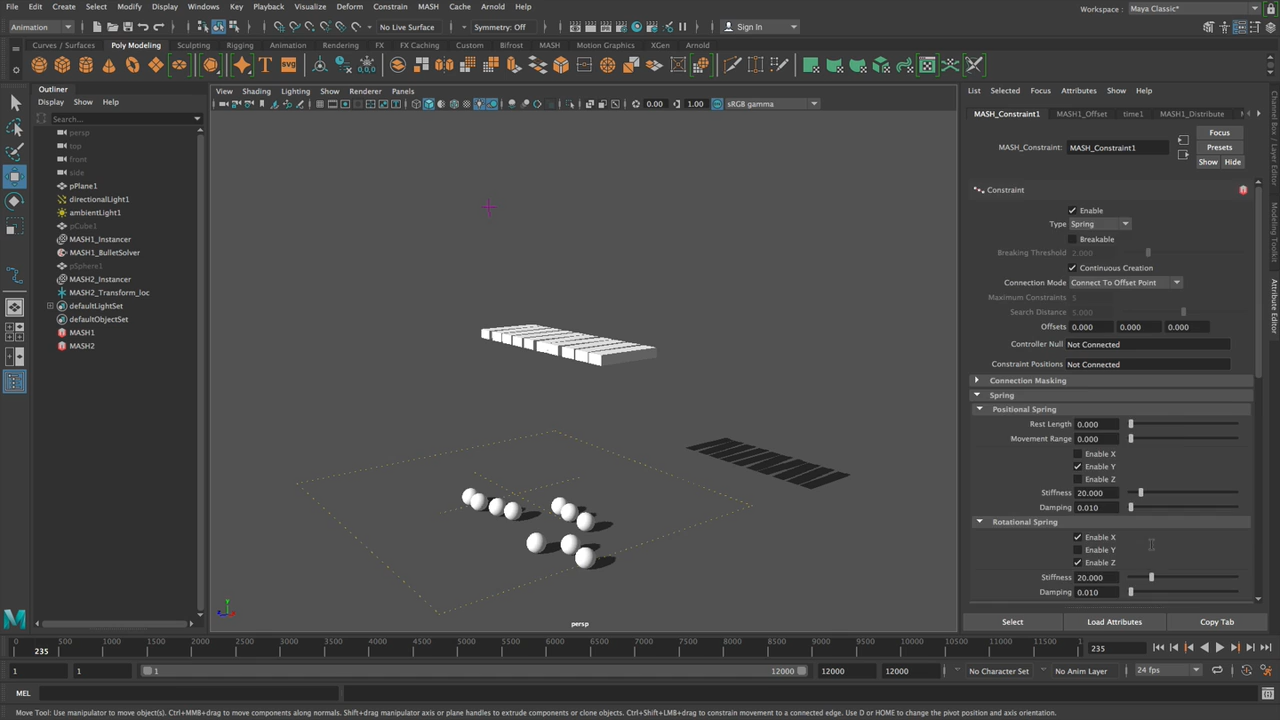 File Edit Create Select Modify Display Windows Key Playback Visualize Deform Constrain MASH Cache Arnold Help Workspace : Maya Classic*
Animation No Live Surface Symmetry: Off Sign In
Curves / Surfaces Poly Modeling Sculpting Rigging Animation Rendering FX FX Caching Custom Bifrost MASH Motion Graphics XGen Arnold
Outliner
Display Show Help
Search...
persp
top
front
side
pPlane1
directionalLight1
ambientLight1
pCube1
MASH1_Instancer
MASH1_BulletSolver
pSphere1
MASH2_Instancer
MASH2_Transform_loc
defaultLightSet
defaultObjectSet
MASH1
MASH2
View Shading Lighting Show Renderer Panels
0.00 1.00 sRGB gamma
persp
List Selected Focus Attributes Show Help
MASH_Constraint1 MASH1_Offset time1 MASH1_Distribute
Focus
MASH_Constraint: MASH_Constraint1 Presets
Show Hide
Constraint
Enable
Type Spring
Breakable
Breaking Threshold 2.000
Continuous Creation
Connection Mode Connect To Offset Point
Maximum Constraints 5
Search Distance 5.000
Offsets 0.000 0.000 0.000
Controller Null Not Connected
Constraint Positions Not Connected
Connection Masking
Spring
Positional Spring
Rest Length 0.000
Movement Range 0.000
Enable X
Enable Y
Enable Z
Stiffness 20.000
Damping 0.010
Rotational Spring
Enable X
Enable Y
Enable Z
Stiffness 20.000
Damping 0.010
Select Load Attributes Copy Tab
Channel Box / Layer Editor
Modeling Toolkit
Attribute Editor
0 500 1000 1500 2000 2500 3000 3500 4000 4500 5000 5500 6000 6500 7000 7500 8000 8500 9000 9500 10000 10500 11000 11500
235 235
1 1 1 12000 12000 12000 No Character Set No Anim Layer 24 fps
MEL
Move Tool: Use manipulator to move object(s). Ctrl+MMB+drag to move components along normals. Shift+drag manipulator axis or plane handles to extrude components or clone objects. Ctrl+Shift+LMB+drag to constrain movement to a connected edge. Use D or HOME to change the pivot position and axis orientation.